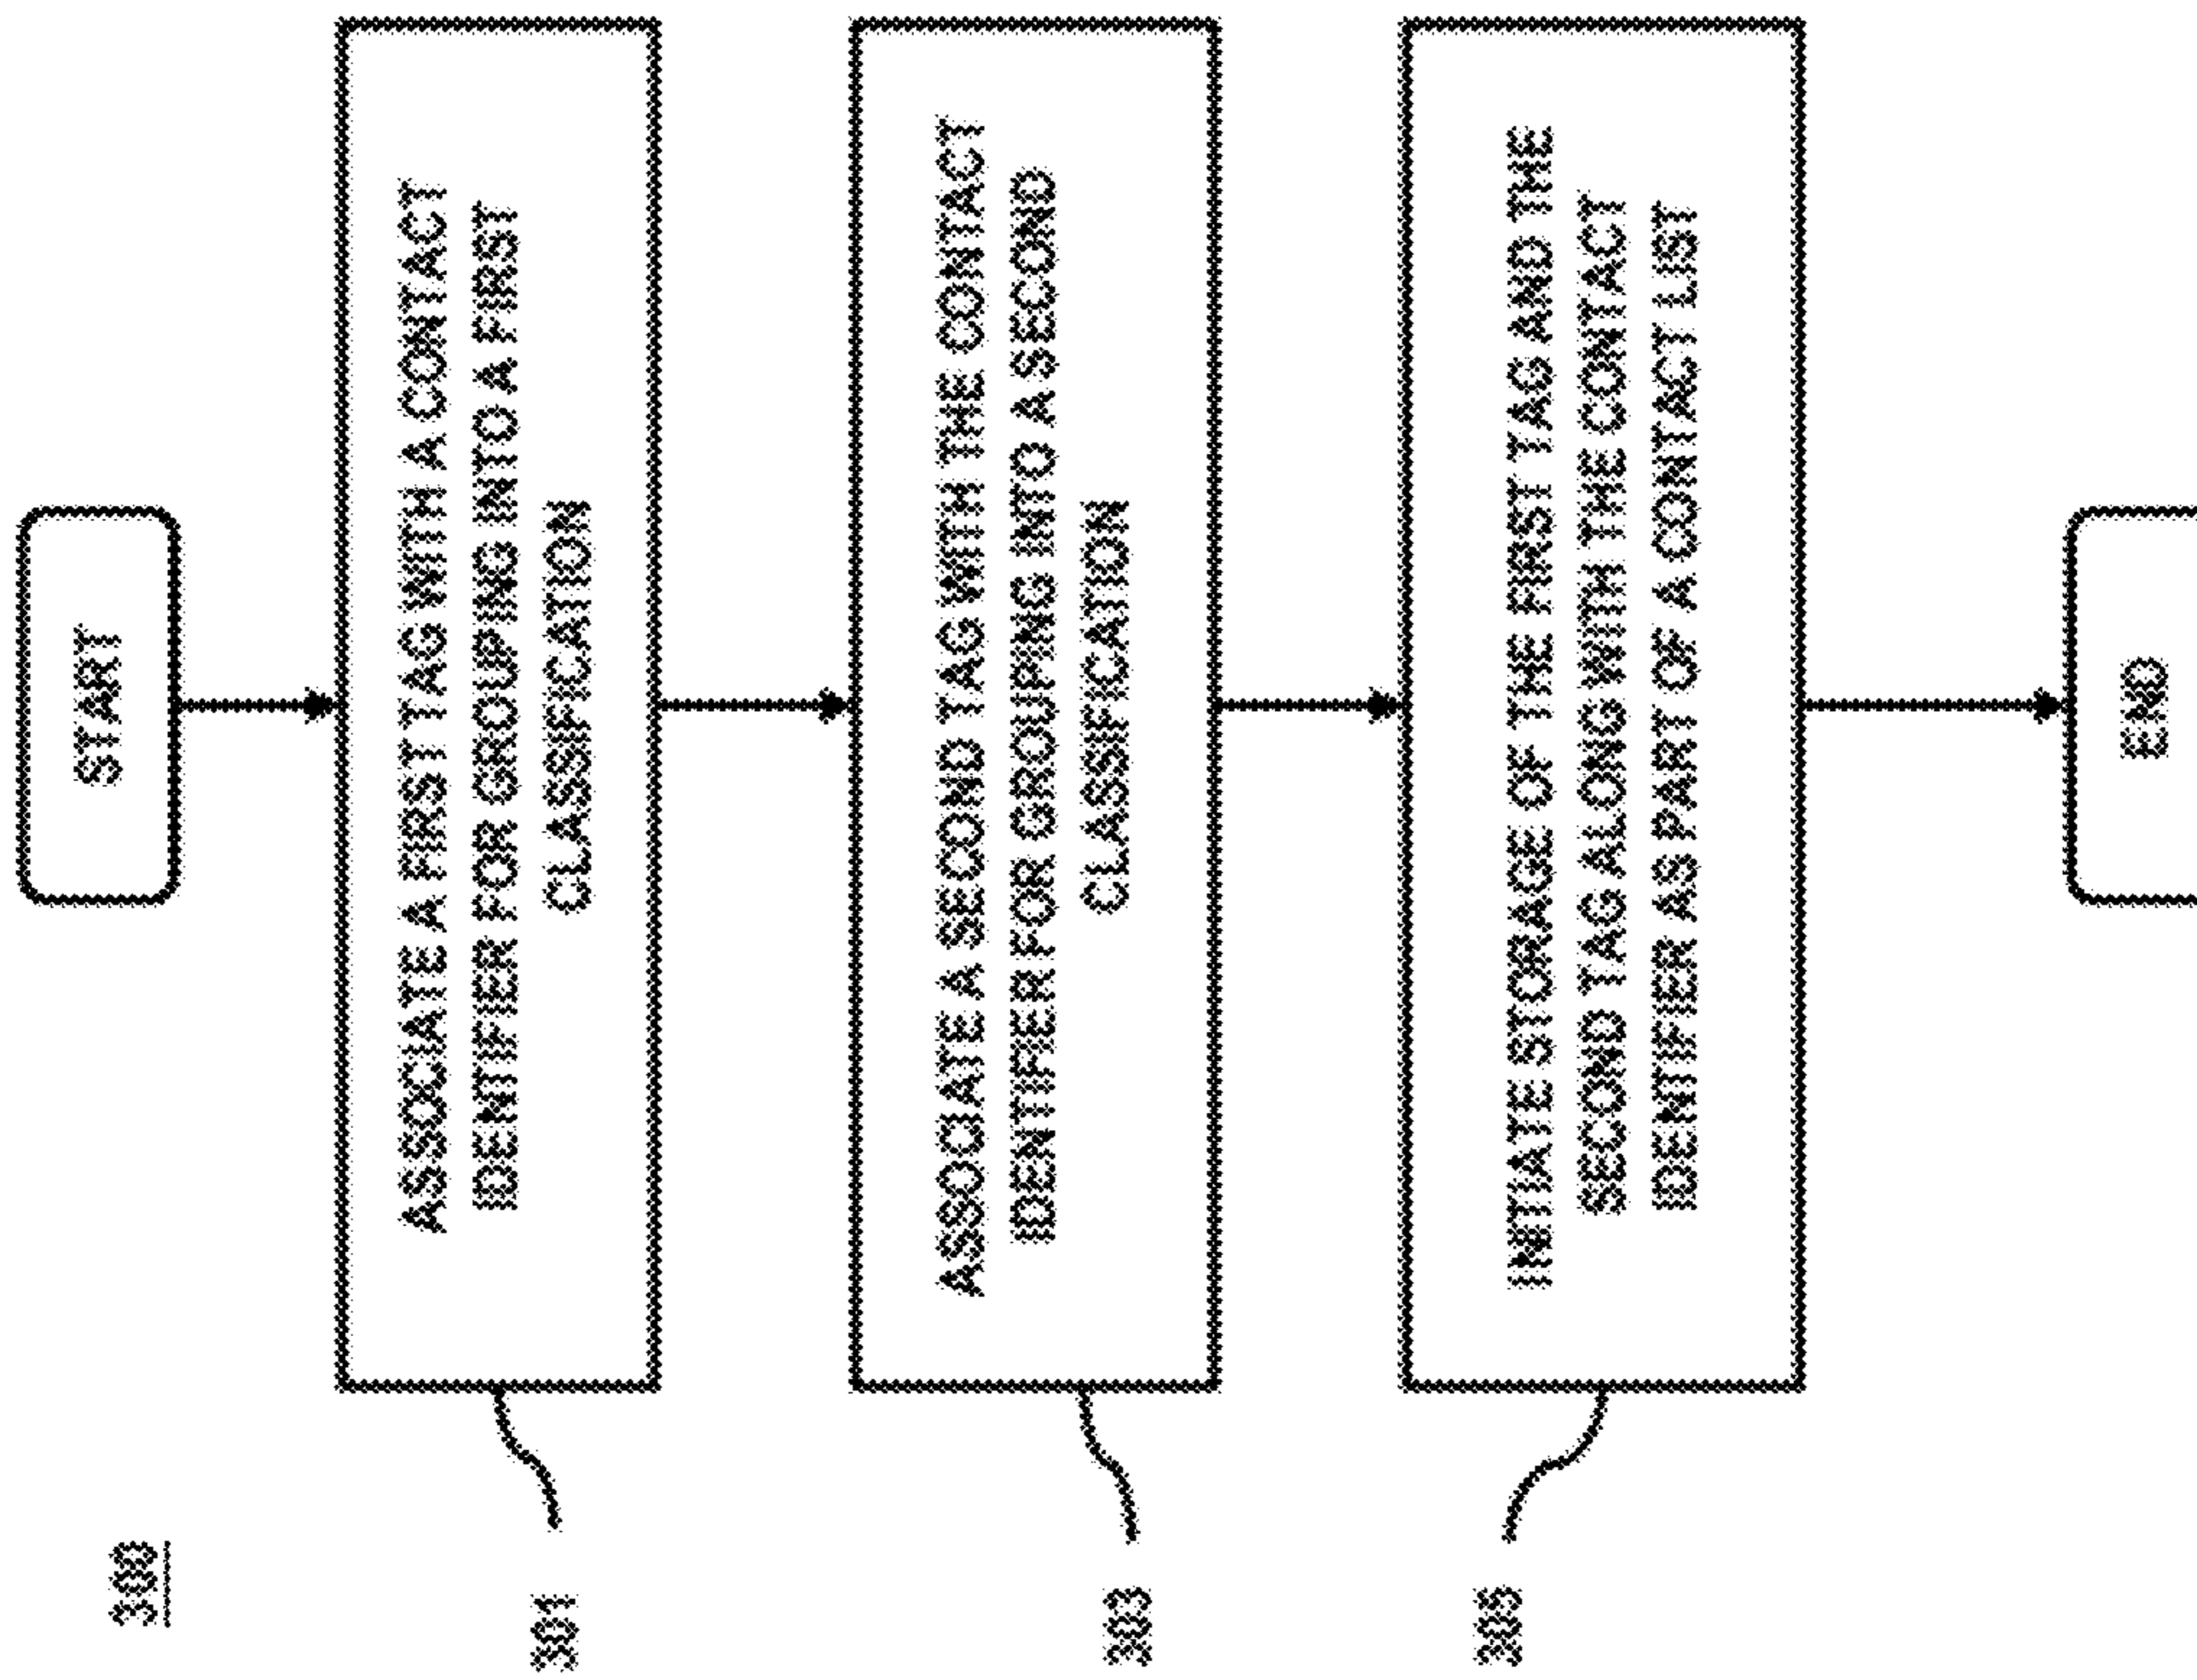 300
START
301
ASSOCIATE A FIRST TAG WITH A CONTACT
IDENTIFIER FOR GROUPING INTO A FIRST
CLASSIFICATION
303
ASSOCIATE A SECOND TAG WITH THE CONTACT
IDENTIFIER FOR GROUPING INTO A SECOND
CLASSIFICATION
305
INITIATE STORAGE OF THE FIRST TAG AND THE
SECOND TAG ALONG WITH THE CONTACT
IDENTIFIER AS PART OF A CONTACT LIST
END